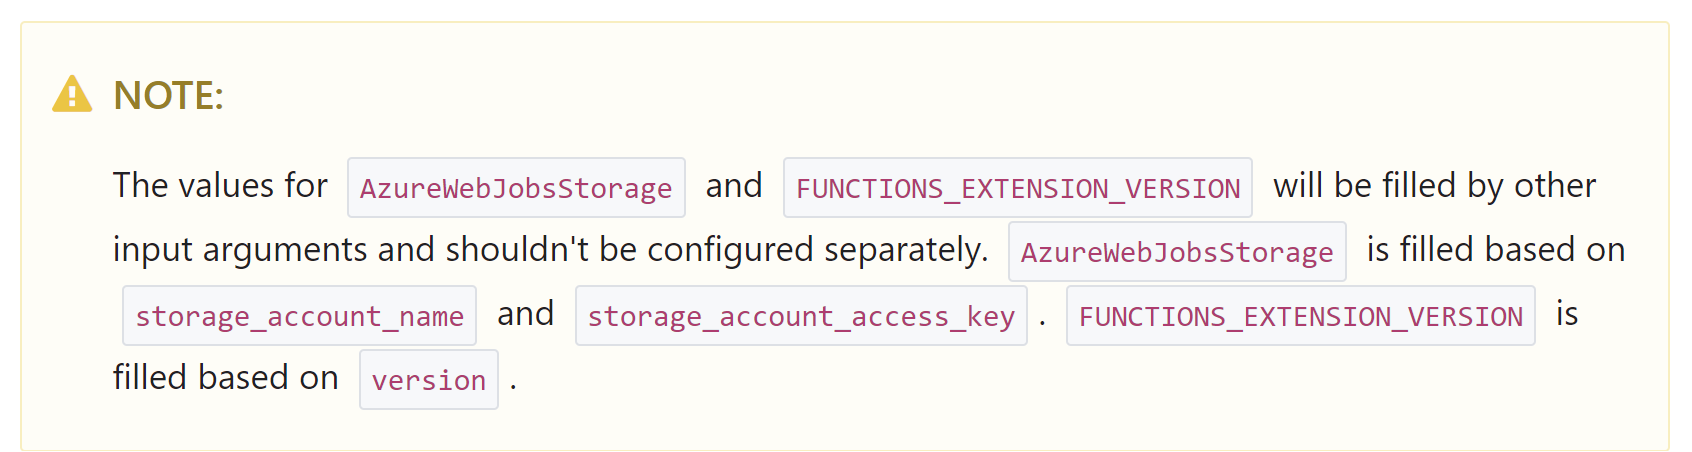 NOTE:
The values for AzureWebJobsStorage and FUNCTIONS_EXTENSION_VERSION will be filled by other
input arguments and shouldn't be configured separately. AzureWebJobsStorage is filled based on
storage_account_name and storage_account_access_key . FUNCTIONS_EXTENSION_VERSION is
filled based on version .